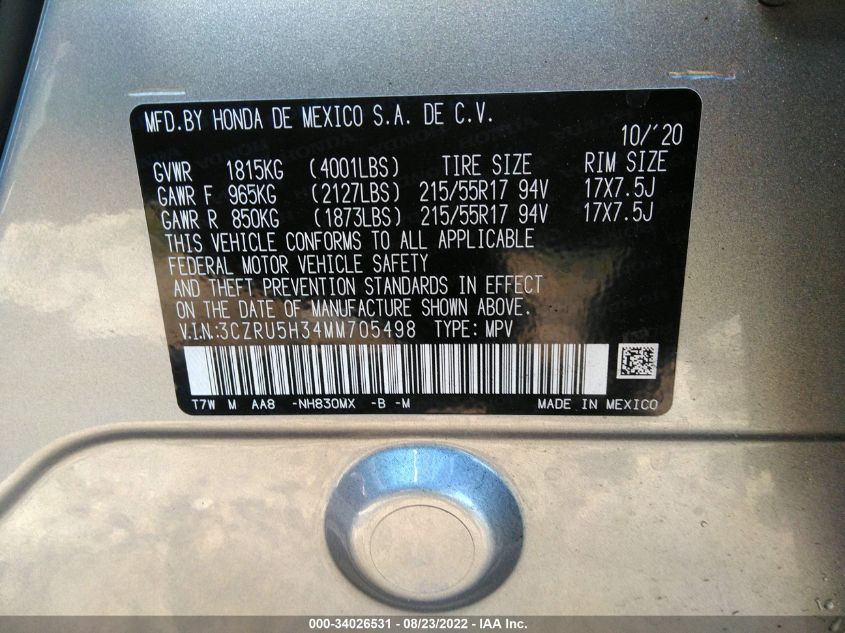 MFD.BY HONDA DE MEXICO S.A. DE C.V.
10/'20
GVWR 1815KG (4001LBS) TIRE SIZE RIM SIZE
GAWR F 965KG (2127LBS) 215/55R17 94V 17X7.5J
GAWR R 850KG (1873LBS) 215/55R17 94V 17X7.5J
THIS VEHICLE CONFORMS TO ALL APPLICABLE
FEDERAL MOTOR VEHICLE SAFETY
AND THEFT PREVENTION STANDARDS IN EFFECT
ON THE DATE OF MANUFACTURE SHOWN ABOVE.
V.I.N.:3CZRU5H34MM705498 TYPE: MPV
T7W M AA8 -NH830MX -B -M MADE IN MEXICO
000-34026531 - 08/23/2022 - IAA Inc.